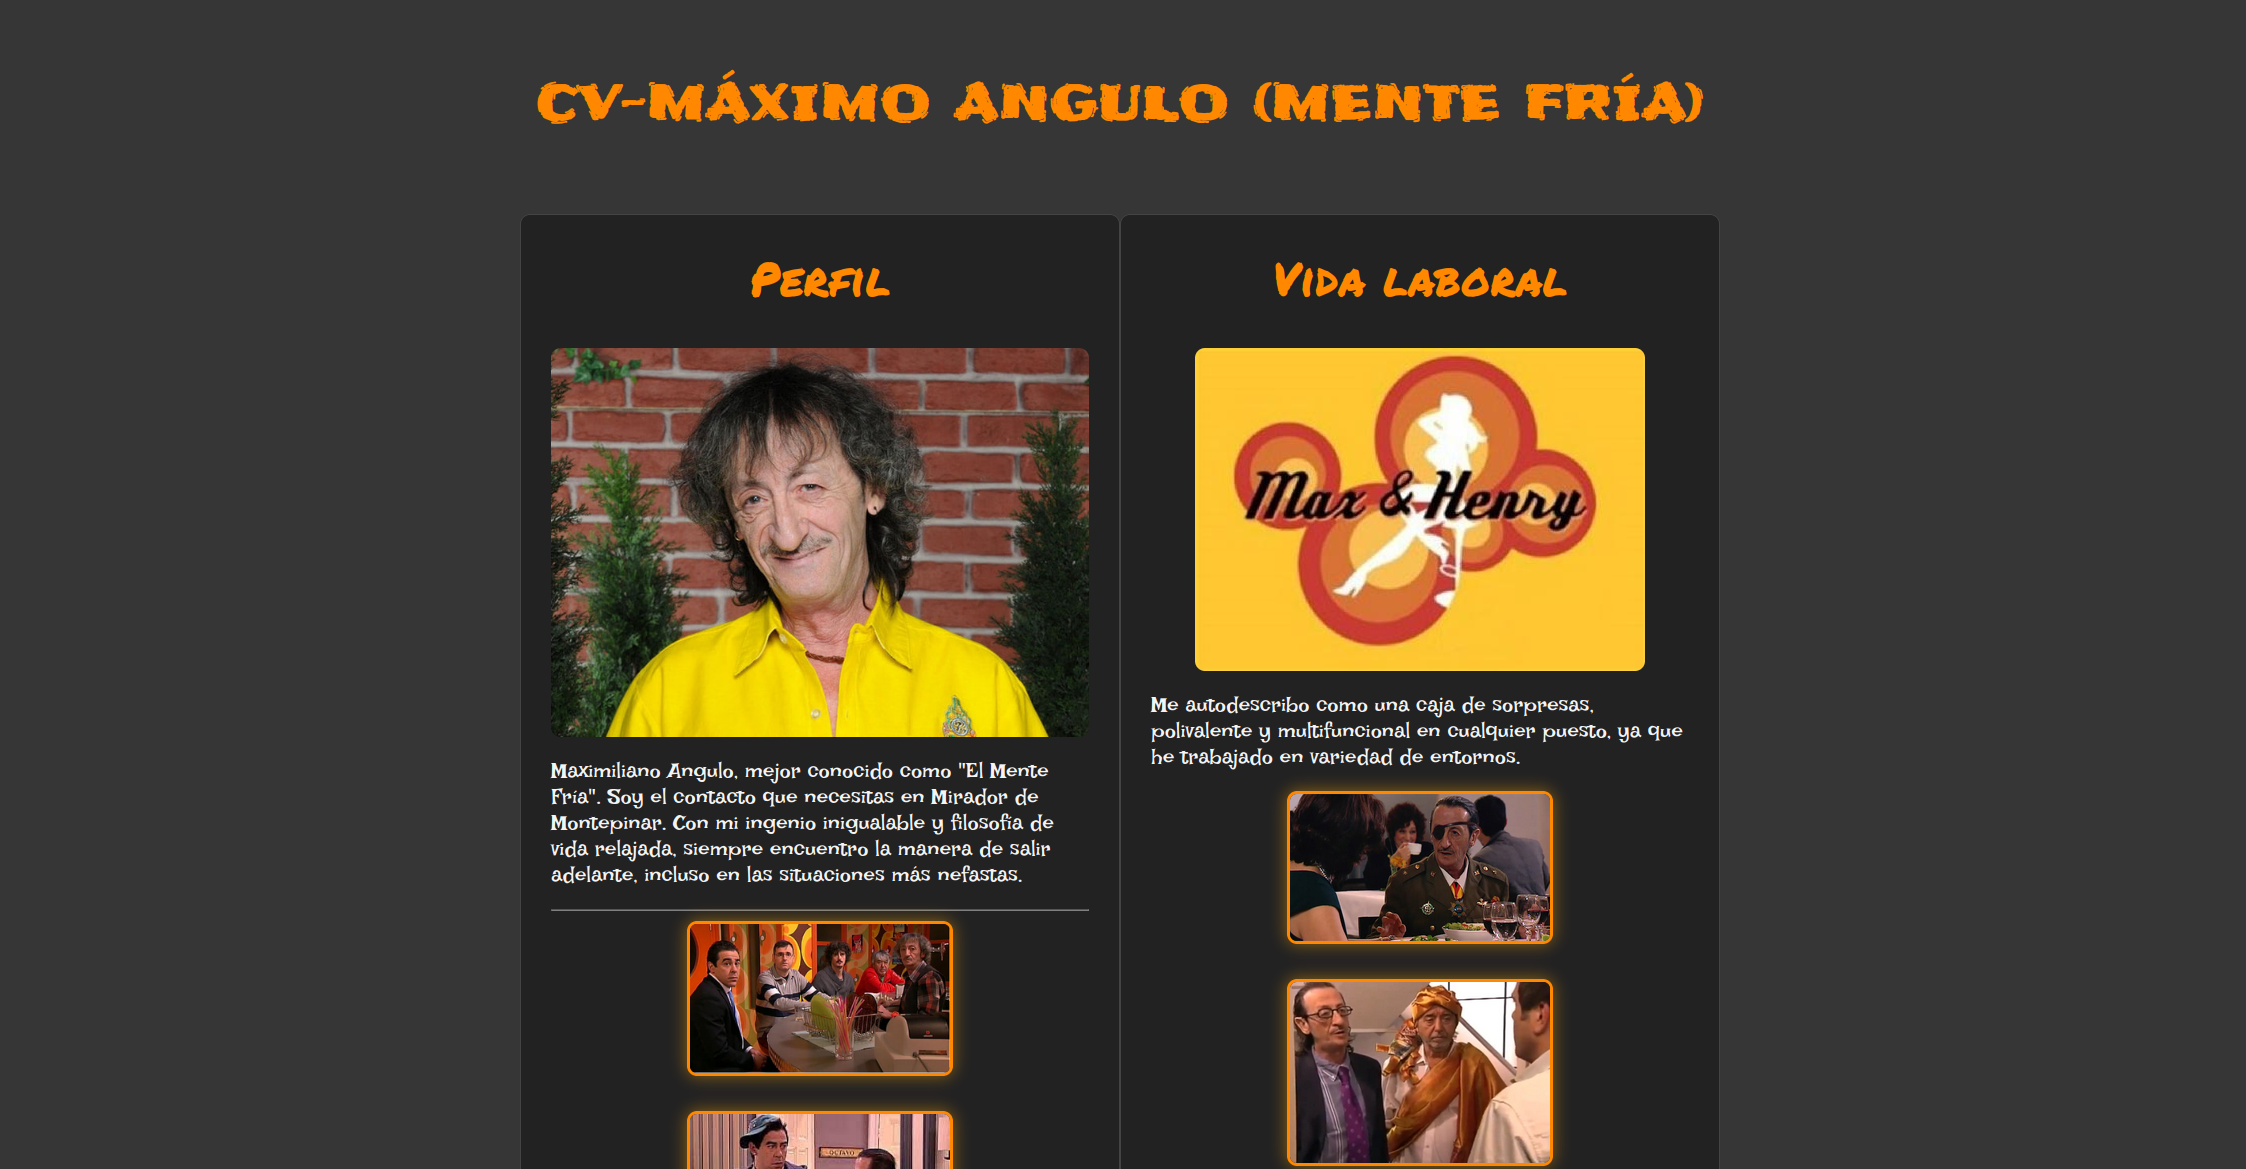 CV-MÁXIMO ANGULO (MENTE FRÍA)
Perfil
Maximiliano Angulo, mejor conocido como "El Mente
Fría". Soy el contacto que necesitas en Mirador de
Montepinar. Con mi ingenio inigualable y filosofía de
vida relajada, siempre encuentro la manera de salir
adelante, incluso en las situaciones más nefastas.
OCTAVO
Vida laboral
Max & Henry
Me autodescribo como una caja de sorpresas,
polivalente y multifuncional en cualquier puesto, ya que
he trabajado en variedad de entornos.